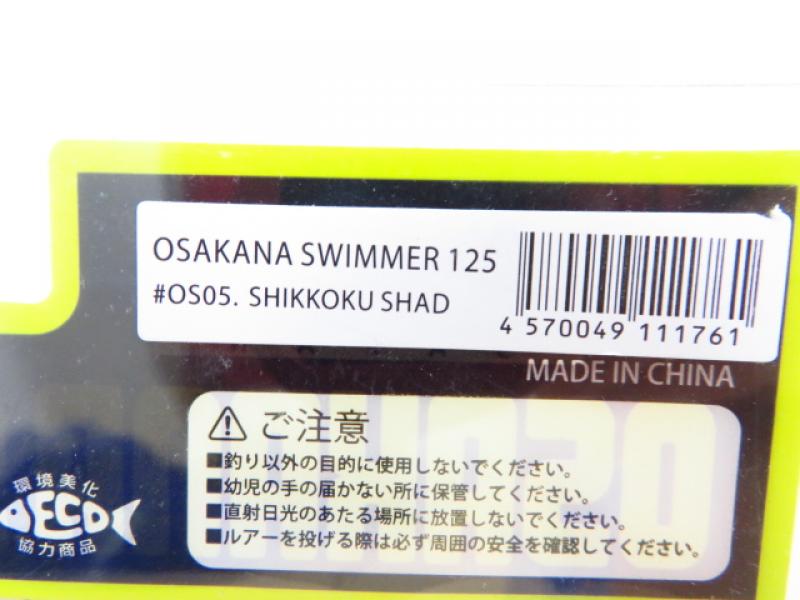 OSAKANA SWIMMER 125
#OS05. SHIKKOKU SHAD
4 570049 111761
MADE IN CHINA
ご注意
■釣り以外の目的に使用しないでください。
■幼児の手の届かない所に保管してください。
■直射日光のあたる場所に放置しないでください。
■ルアーを投げる際は必ず周囲の安全を確認してください。
環境美化
ECO
協力商品